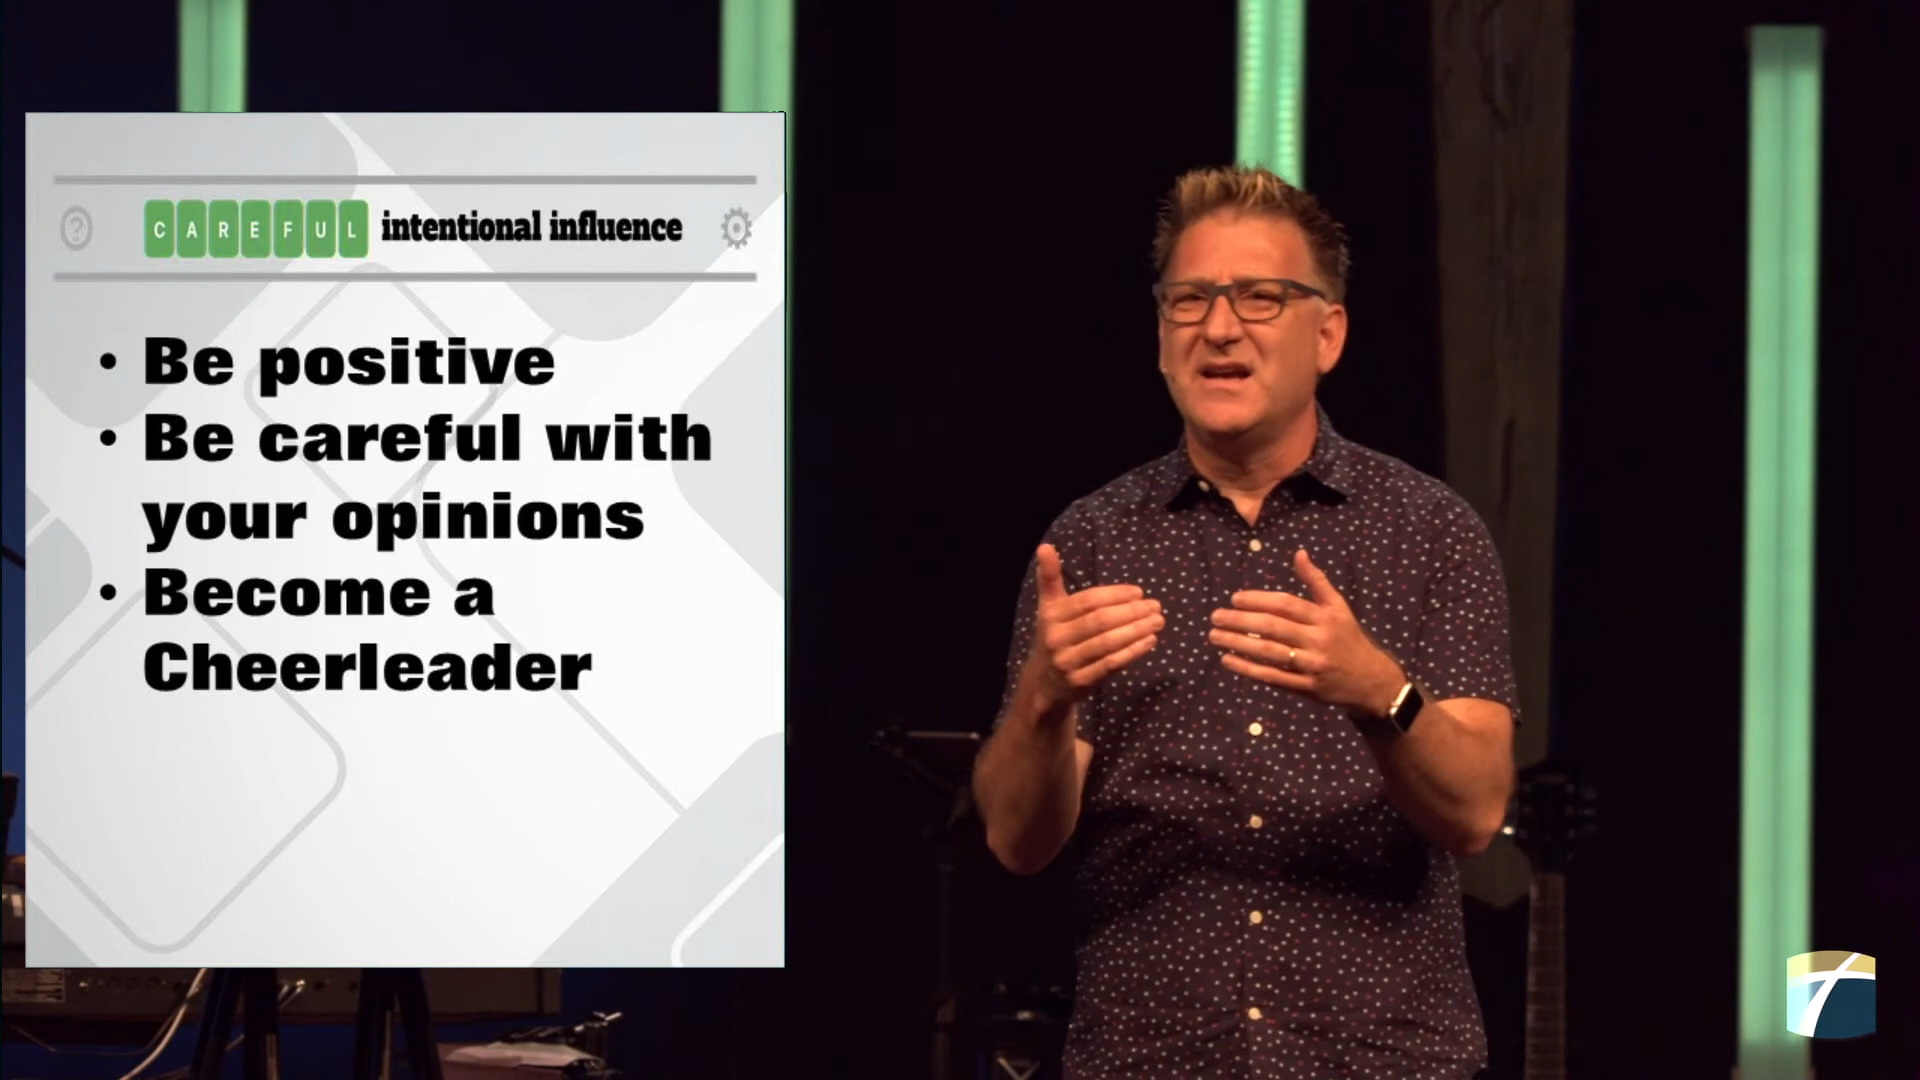 CAREFUL intentional influence
• Be positive
• Be careful with
your opinions
• Become a
Cheerleader